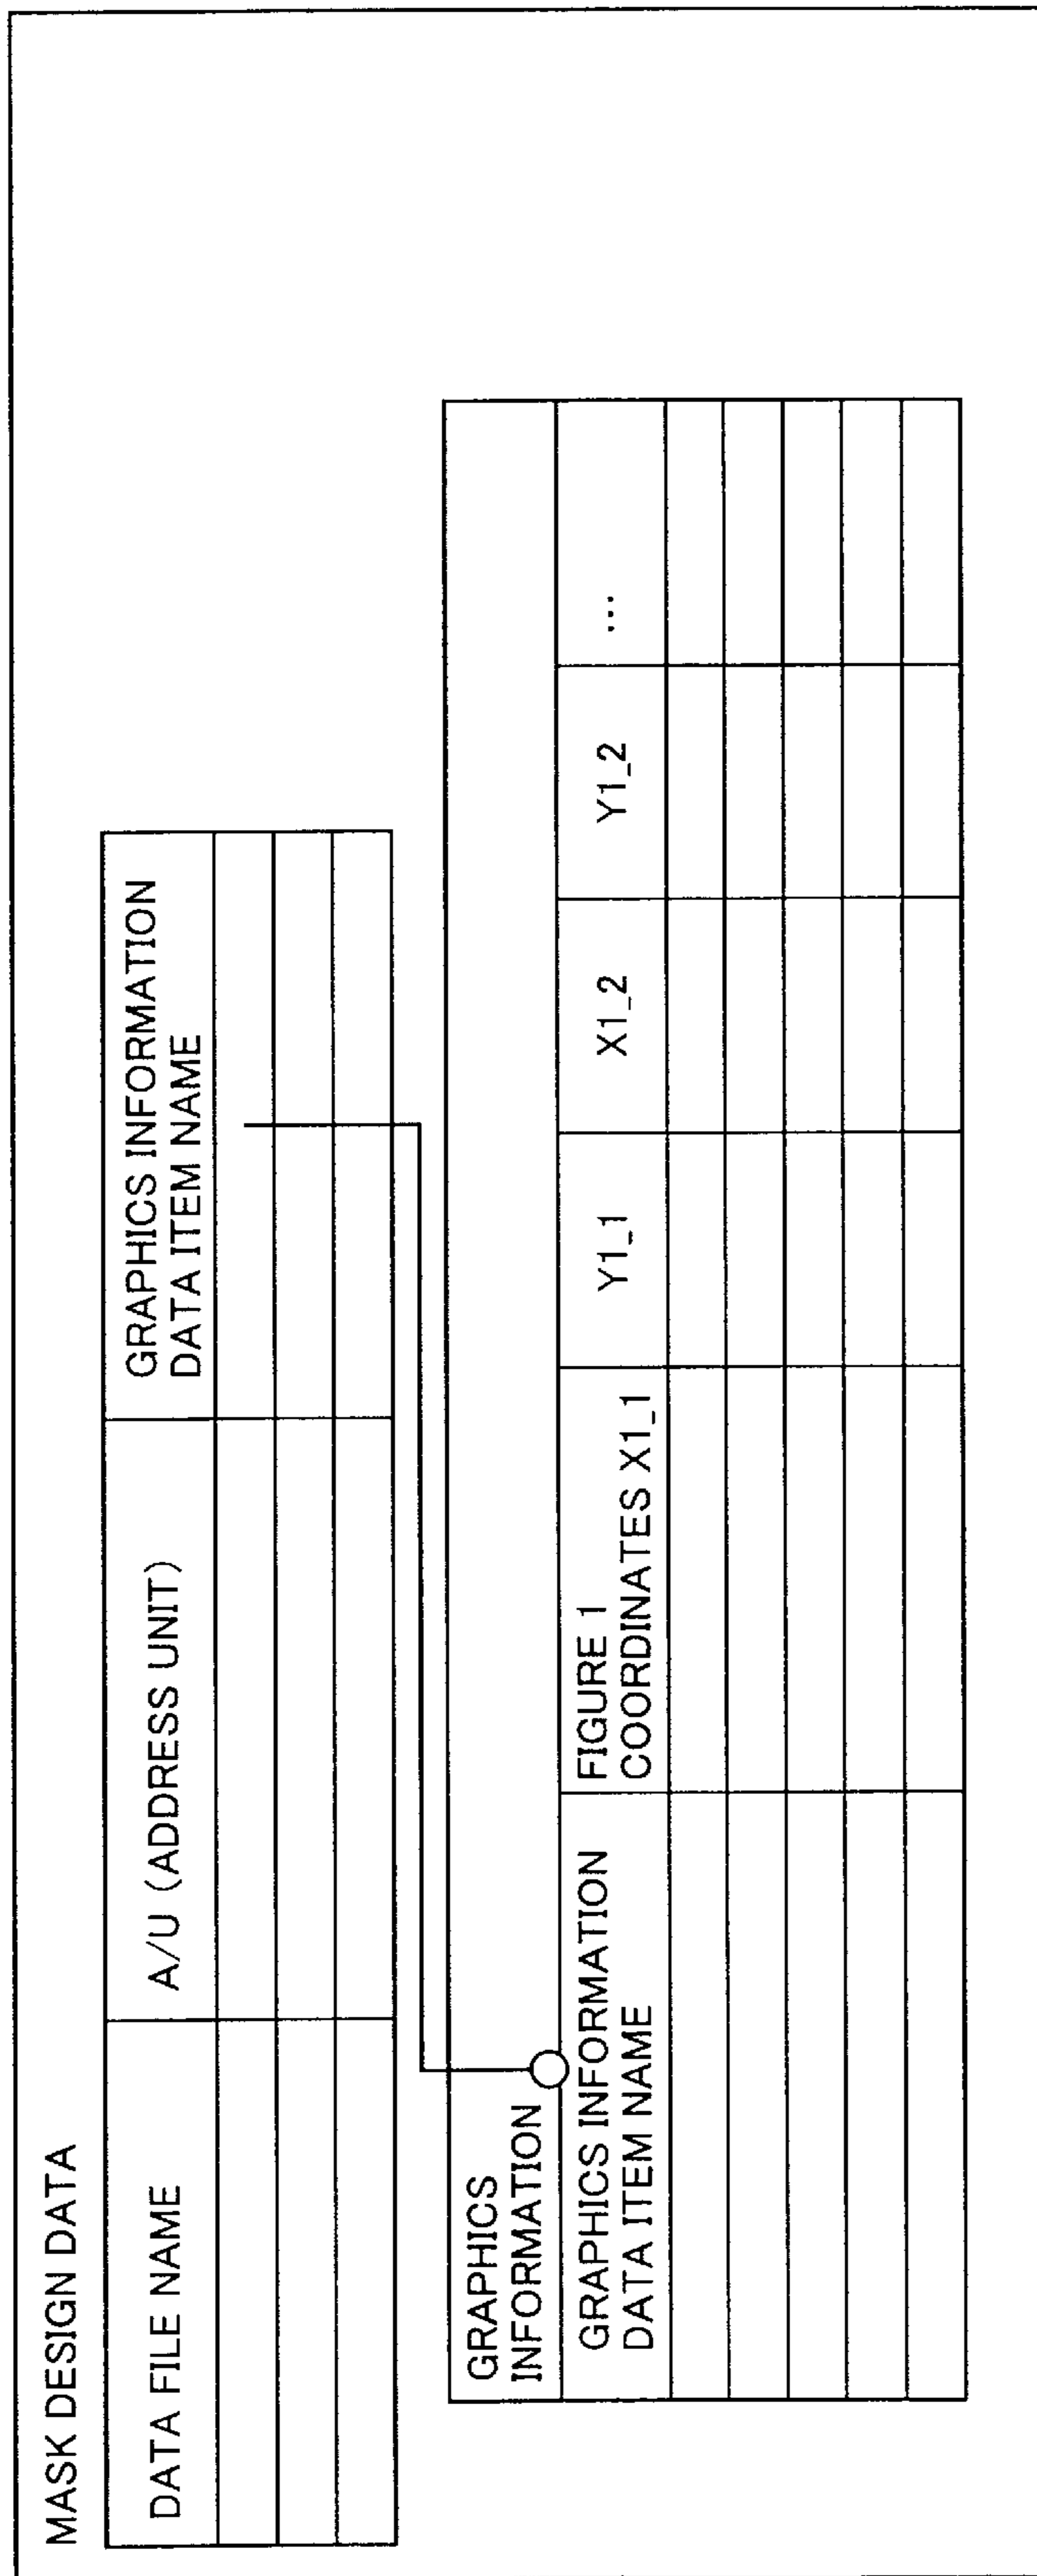 MASK DESIGN DATA
DATA FILE NAME
A/U (ADDRESS UNIT)
GRAPHICS INFORMATION
DATA ITEM NAME
GRAPHICS
INFORMATION
GRAPHICS INFORMATION
DATA ITEM NAME
FIGURE 1
COORDINATES X1_1
Y1_1
X1_2
Y1_2
...